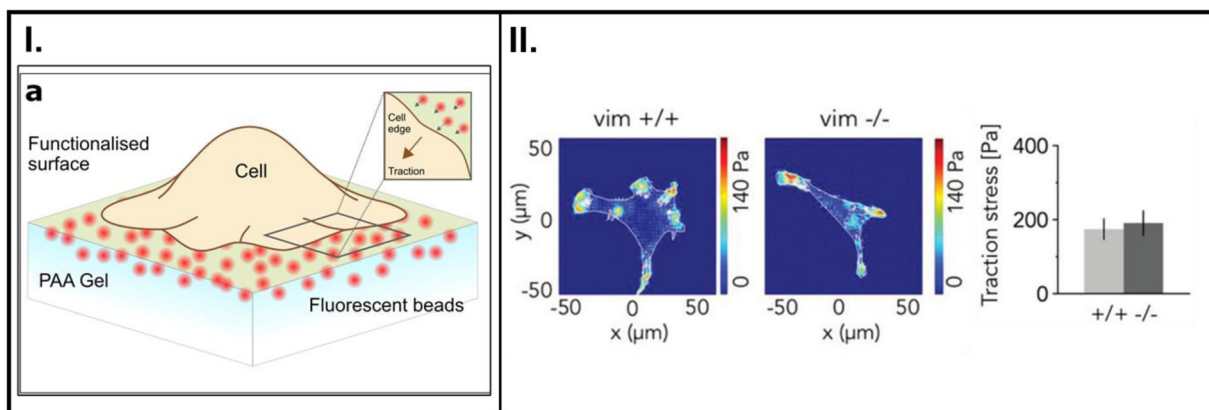 I.
a
Functionalised
surface
Cell
Cell
edge
Traction
PAA Gel
Fluorescent beads
II.
vim +/+
y (µm)
50
0
-50
-50
0
50
x (µm)
140 Pa
0
vim -/-
-50
0
50
x (µm)
140 Pa
0
Traction stress [Pa]
400
200
0
+/+ -/-